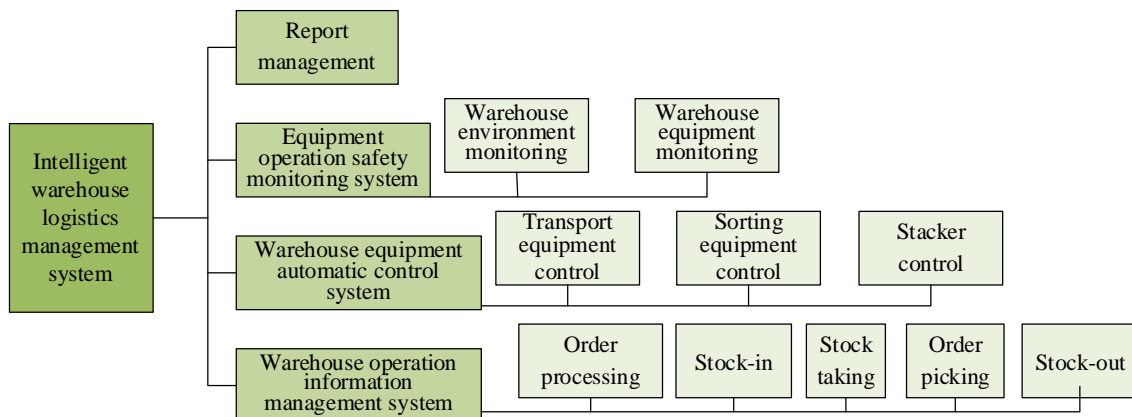 Report
management
Intelligent
warehouse
logistics
management
system
Equipment
operation safety
monitoring system
Warehouse
environment
monitoring
Warehouse
equipment
monitoring
Warehouse equipment
automatic control
system
Transport
equipment
control
Sorting
equipment
control
Stacker
control
Warehouse operation
information
management system
Order
processing
Stock-in
Stock
taking
Order
picking
Stock-out